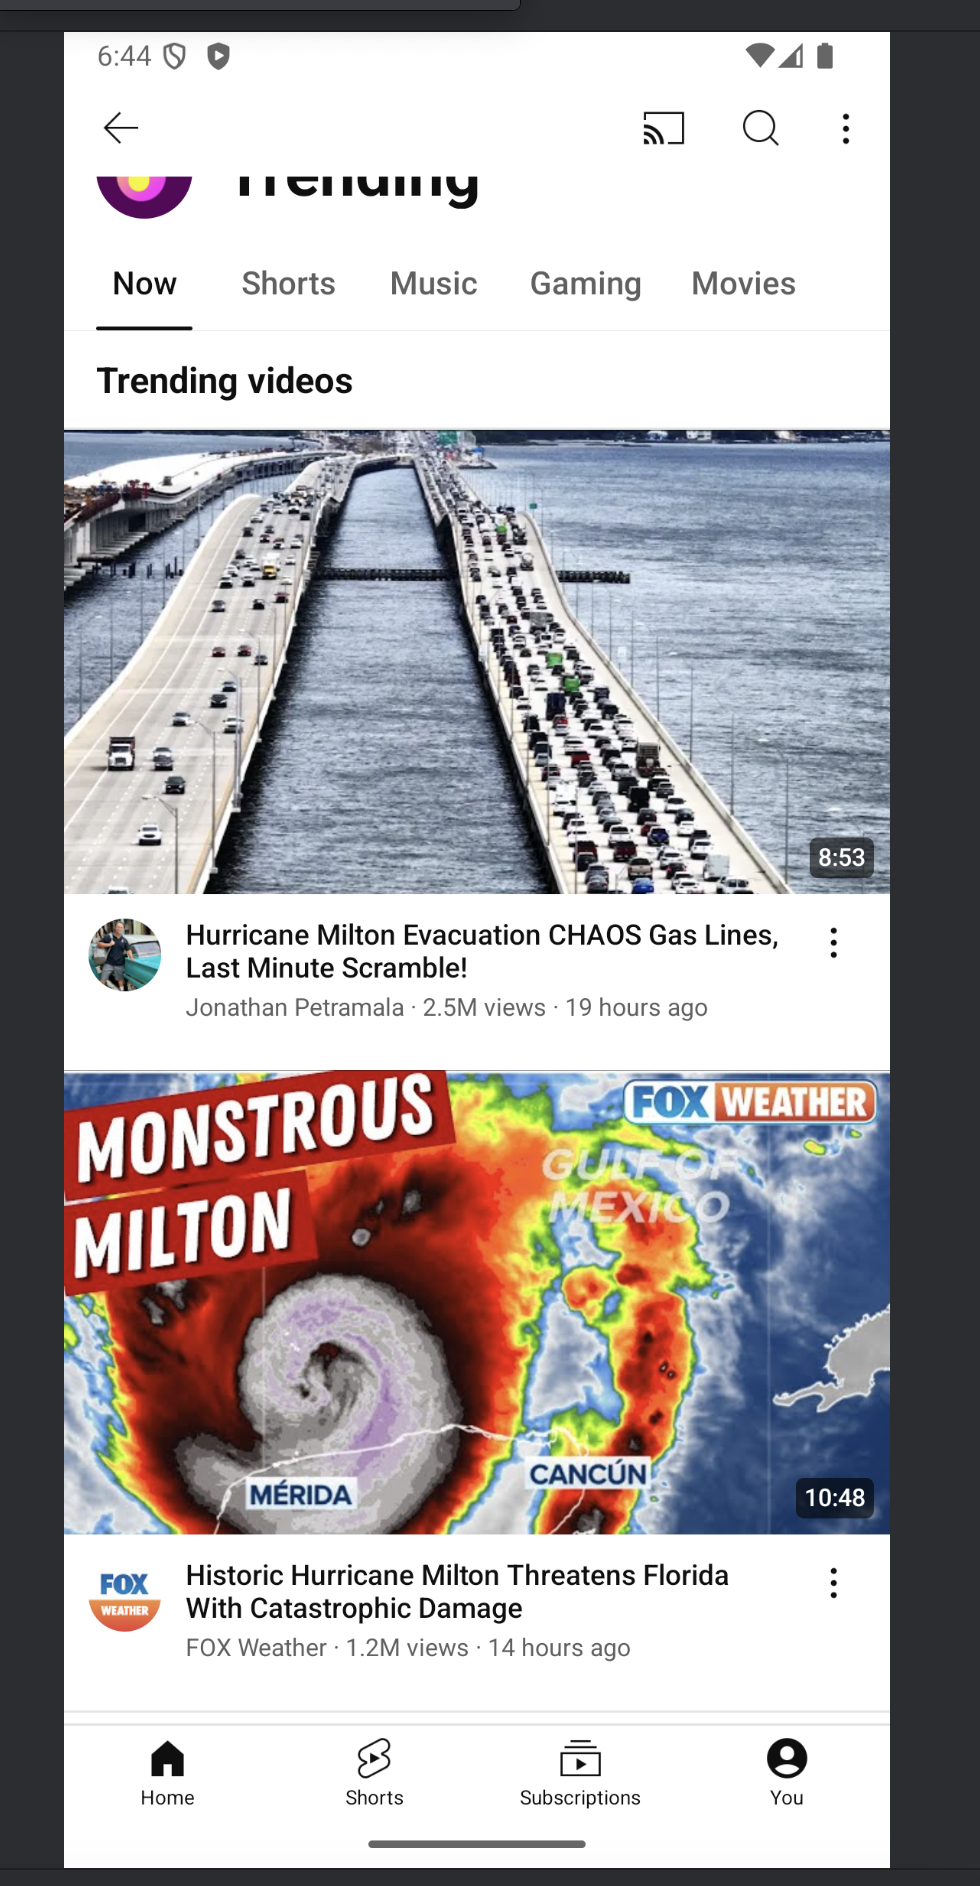 6:44
Trending
Now Shorts Music Gaming Movies
Trending videos
8:53
Hurricane Milton Evacuation CHAOS Gas Lines,
Last Minute Scramble!
Jonathan Petramala · 2.5M views · 19 hours ago
MONSTROUS
MILTON
FOX WEATHER
GULF OF
MEXICO
MÉRIDA
CANCÚN
10:48
FOX
WEATHER
Historic Hurricane Milton Threatens Florida
With Catastrophic Damage
FOX Weather · 1.2M views · 14 hours ago
Home Shorts Subscriptions You